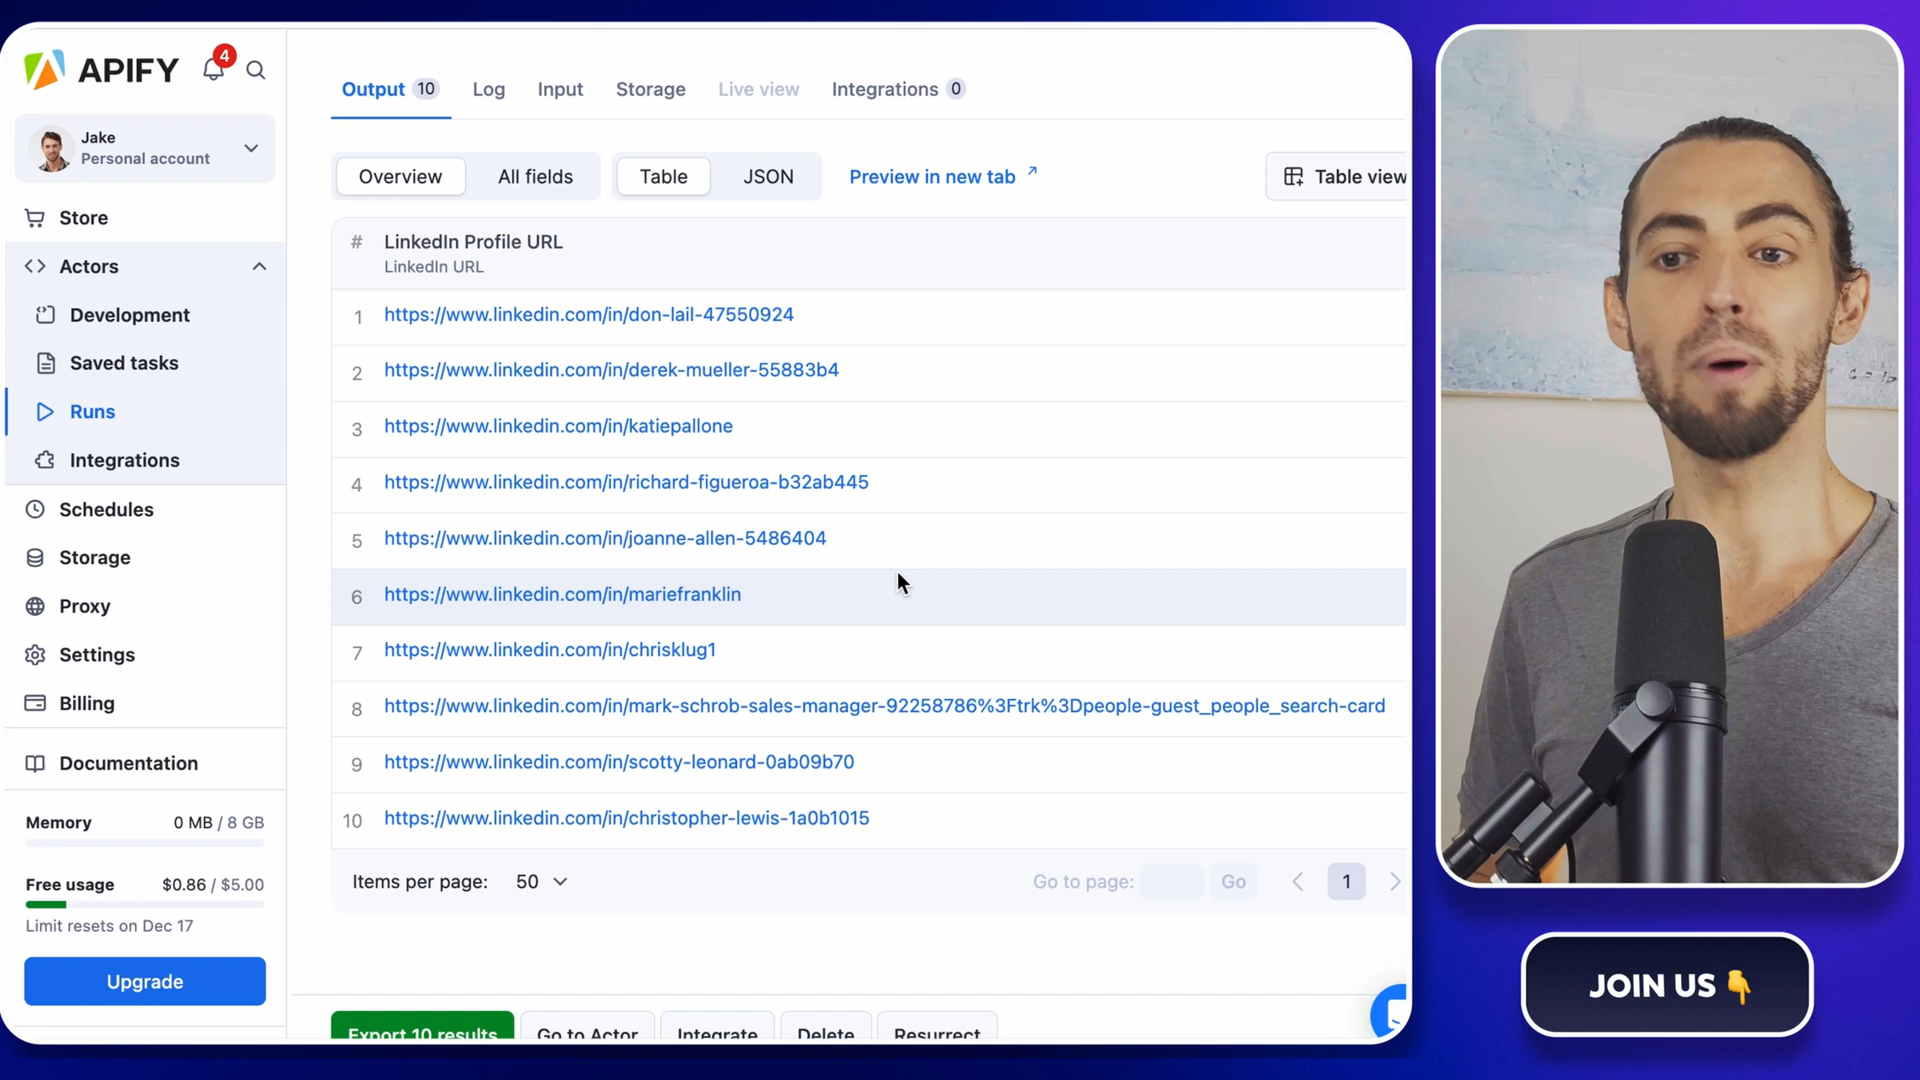 APIFY
4
Jake
Personal account
Store
Actors
Development
Saved tasks
Runs
Integrations
Schedules
Storage
Proxy
Settings
Billing
Documentation
Memory 0 MB / 8 GB
Free usage $0.86 / $5.00
Limit resets on Dec 17
Upgrade
Output 10 Log Input Storage Live view Integrations 0
Overview All fields Table JSON Preview in new tab ↗ Table view
# LinkedIn Profile URL
LinkedIn URL
1 https://www.linkedin.com/in/don-lail-47550924
2 https://www.linkedin.com/in/derek-mueller-55883b4
3 https://www.linkedin.com/in/katiepallone
4 https://www.linkedin.com/in/richard-figueroa-b32ab445
5 https://www.linkedin.com/in/joanne-allen-5486404
6 https://www.linkedin.com/in/mariefranklin
7 https://www.linkedin.com/in/chrisklug1
8 https://www.linkedin.com/in/mark-schrob-sales-manager-92258786%3Ftrk%3Dpeople-guest_people_search-card
9 https://www.linkedin.com/in/scotty-leonard-0ab09b70
10 https://www.linkedin.com/in/christopher-lewis-1a0b1015
Items per page: 50 Go to page: Go 1
Export 10 results Go to Actor Integrate Delete Resurrect
JOIN US 👇